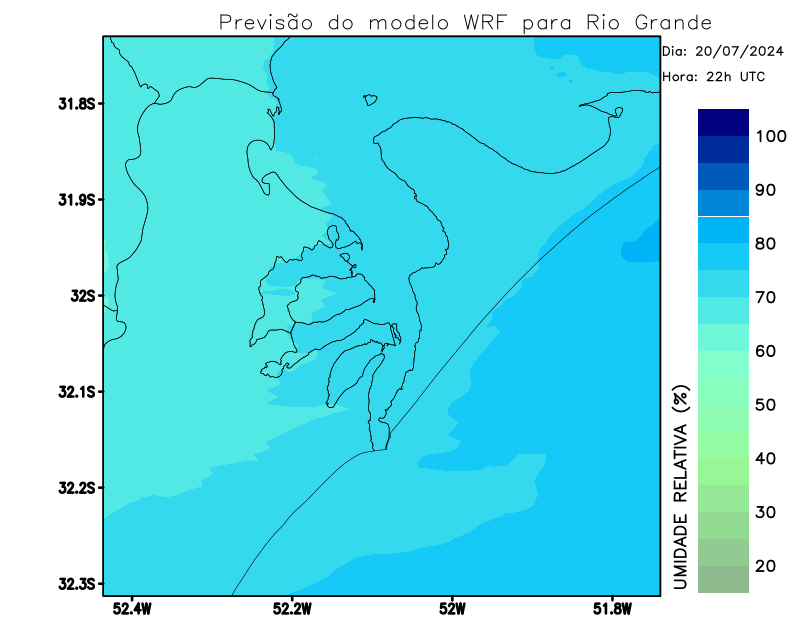 Previsão do modelo WRF para Rio Grande
Dia: 20/07/2024
Hora: 22h UTC
31.8S
31.9S
32S
32.1S
32.2S
32.3S
52.4W
52.2W
52W
51.8W
100
90
80
70
60
50
40
30
20
UMIDADE RELATIVA (%)